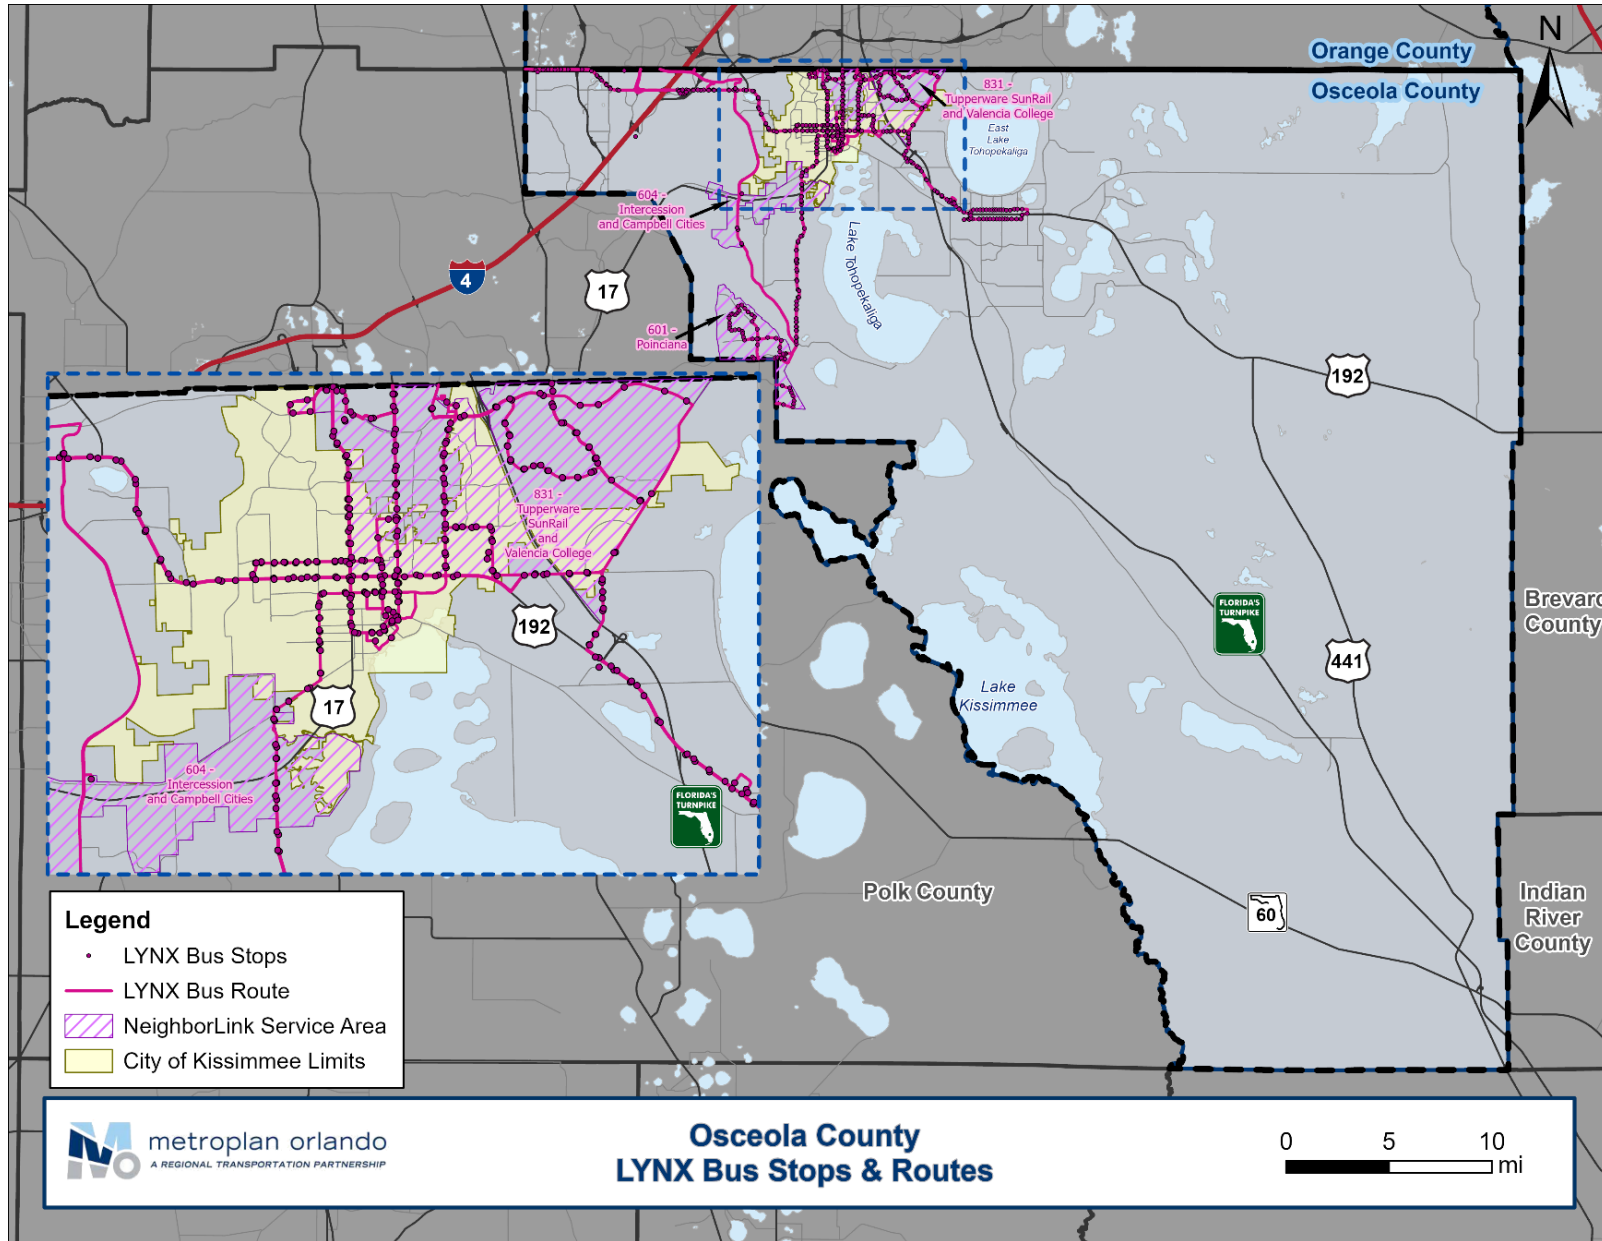 N
Orange County
Osceola County
831 -
Tupperware SunRail
and Valencia College
East
Lake
Tohopekaliga
604 -
Intercession
and Campbell Cities
Lake Tohopekaliga
4
17
601 -
Poinciana
192
831 -
Tupperware
SunRail
and
Valencia College
192
17
604 -
Intercession
and Campbell Cities
FLORIDA'S
TURNPIKE
FLORIDA'S
TURNPIKE
Brevard
County
441
Lake
Kissimmee
Polk County
60
Indian
River
County
Legend
LYNX Bus Stops
LYNX Bus Route
NeighborLink Service Area
City of Kissimmee Limits
metroplan orlando
A REGIONAL TRANSPORTATION PARTNERSHIP
Osceola County
LYNX Bus Stops & Routes
0 5 10
mi